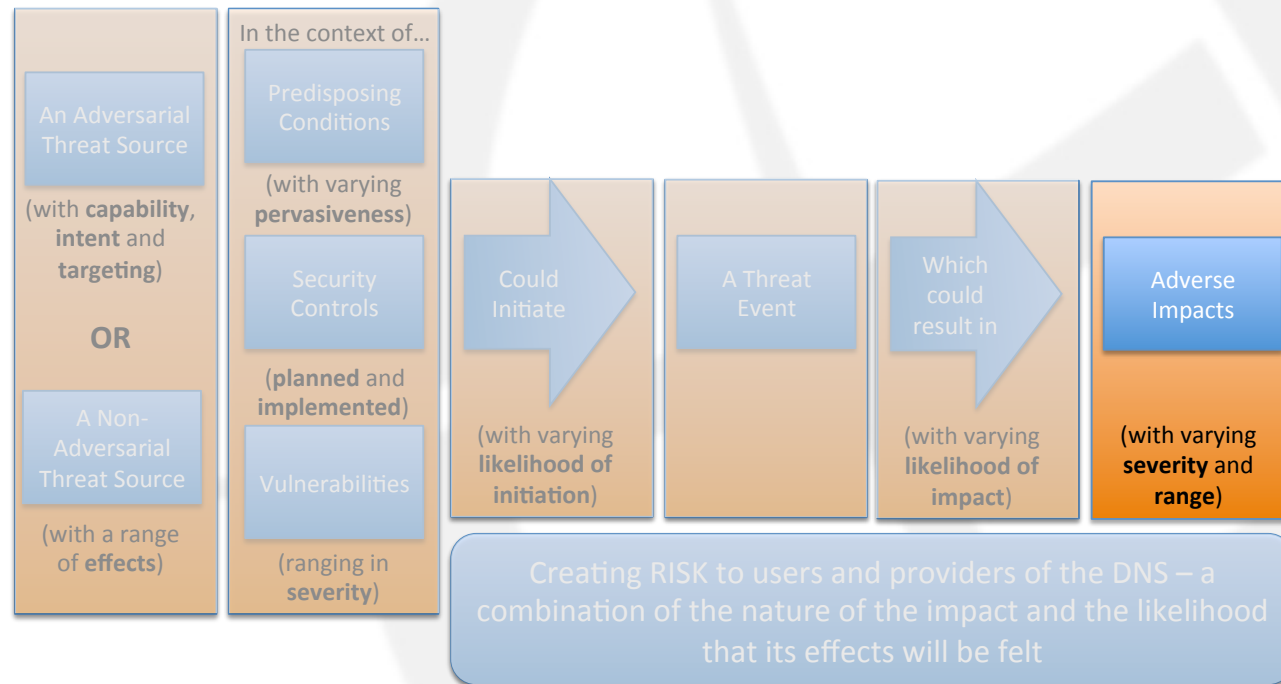 An Adversarial
Threat Source
(with capability,
intent and
targeting)
OR
A Non-
Adversarial
Threat Source
(with a range
of effects)
In the context of…
Predisposing
Conditions
(with varying
pervasiveness)
Security
Controls
(planned and
implemented)
Vulnerabilities
(ranging in
severity)
Could
Initiate
(with varying
likelihood of
initiation)
A Threat
Event
Which
could
result in
(with varying
likelihood of
impact)
Adverse
Impacts
(with varying
severity and
range)
Creating RISK to users and providers of the DNS – a
combination of the nature of the impact and the likelihood
that its effects will be felt